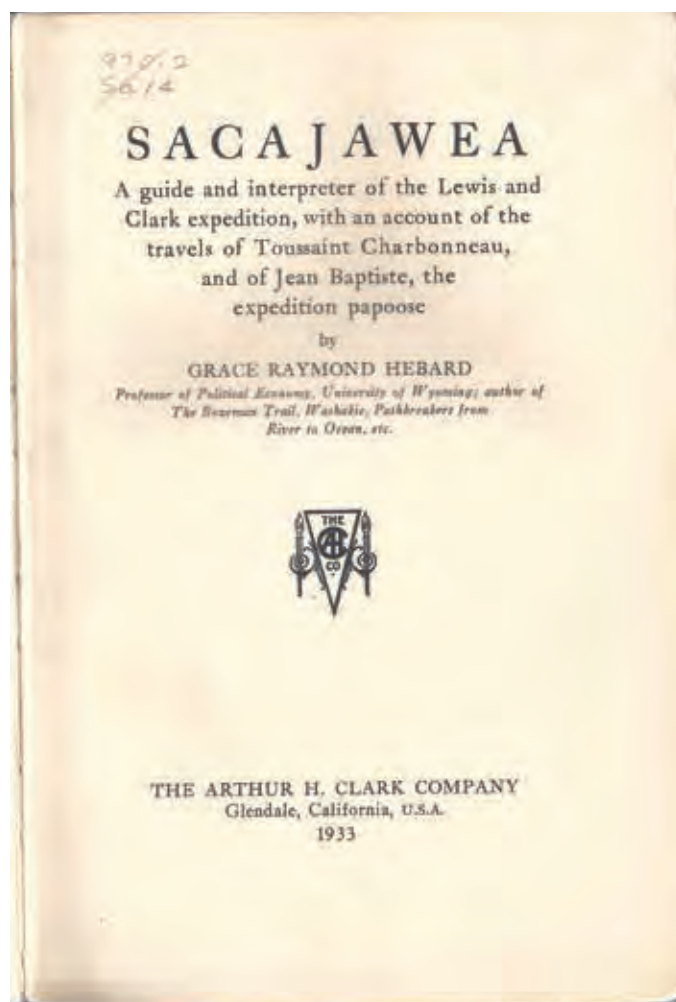 970.2
Sa14
SACAJAWEA
A guide and interpreter of the Lewis and
Clark expedition, with an account of the
travels of Toussaint Charbonneau,
and of Jean Baptiste, the
expedition papoose
by
GRACE RAYMOND HEBARD
Professor of Political Economy, University of Wyoming; author of
The Bozeman Trail, Washakie, Pathbreakers from
River to Ocean, etc.
THE
AHC
CO
THE ARTHUR H. CLARK COMPANY
Glendale, California, U.S.A.
1933